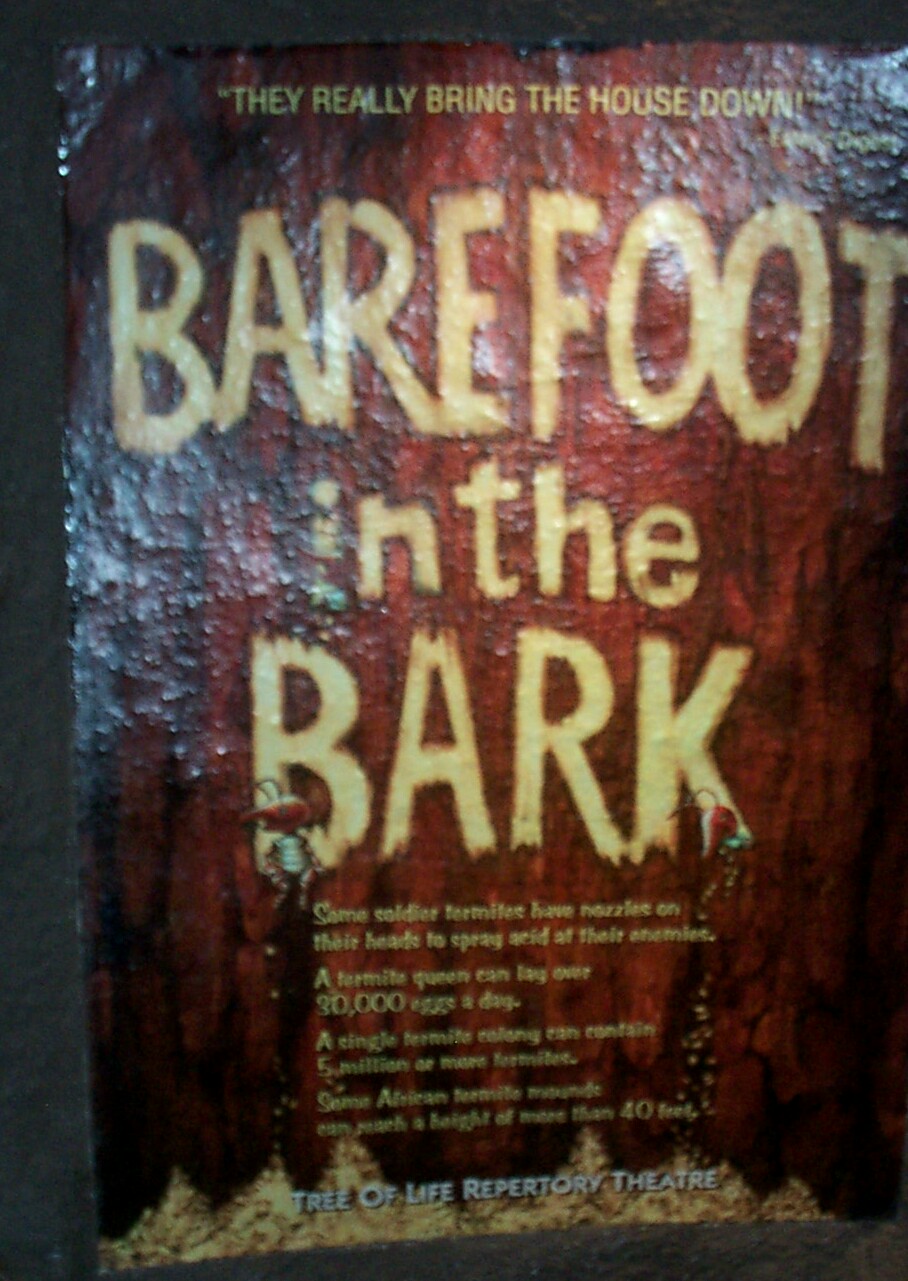 "THEY REALLY BRING THE HOUSE DOWN!"
BAREFOOT
in the
BARK
Some soldier termites have nozzles on
their heads to spray acid at their enemies.
A termite queen can lay over
30,000 eggs a day.
A single termite colony can contain
5 million or more termites.
Some African termite mounds
can reach a height of more than 40 feet.
TREE OF LIFE REPERTORY THEATRE